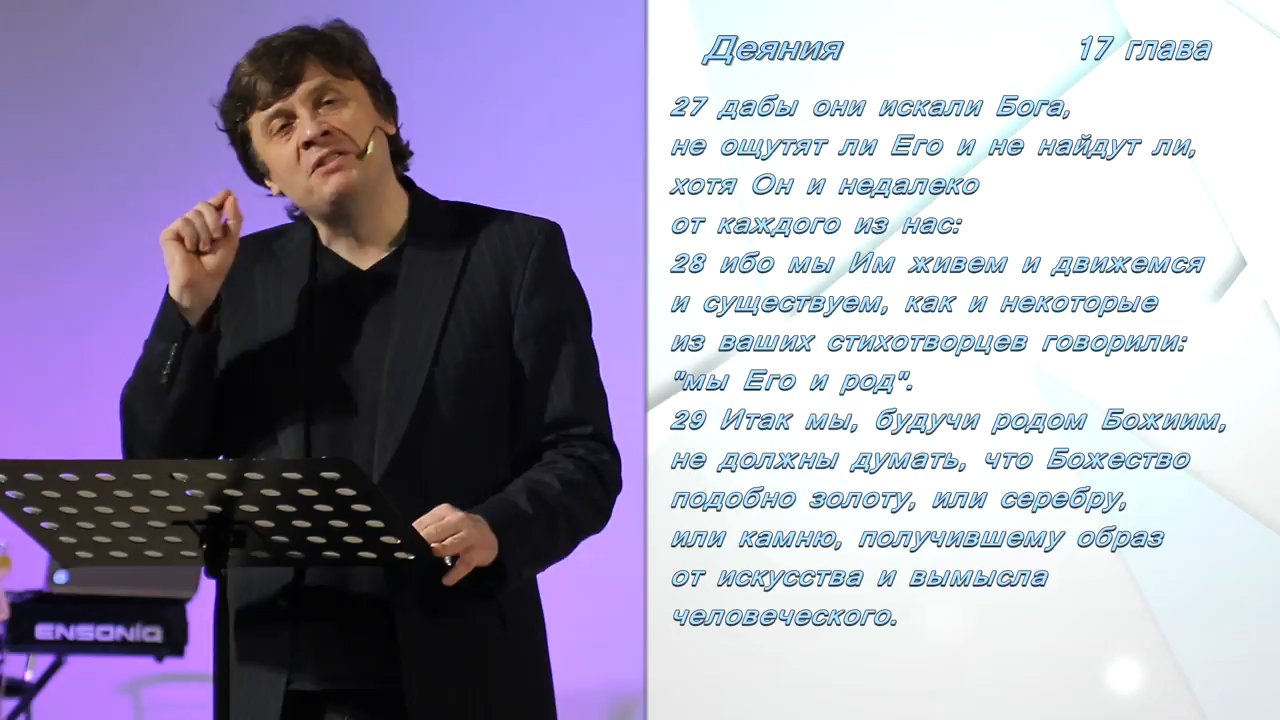 Деяния 17 глава
27 дабы они искали Бога,
не ощутят ли Его и не найдут ли,
хотя Он и недалеко
от каждого из нас:
28 ибо мы Им живем и движемся
и существуем, как и некоторые
из ваших стихотворцев говорили:
"мы Его и род".
29 Итак мы, будучи родом Божиим,
не должны думать, что Божество
подобно золоту, или серебру,
или камню, получившему образ
от искусства и вымысла
человеческого.
ENSONIQ